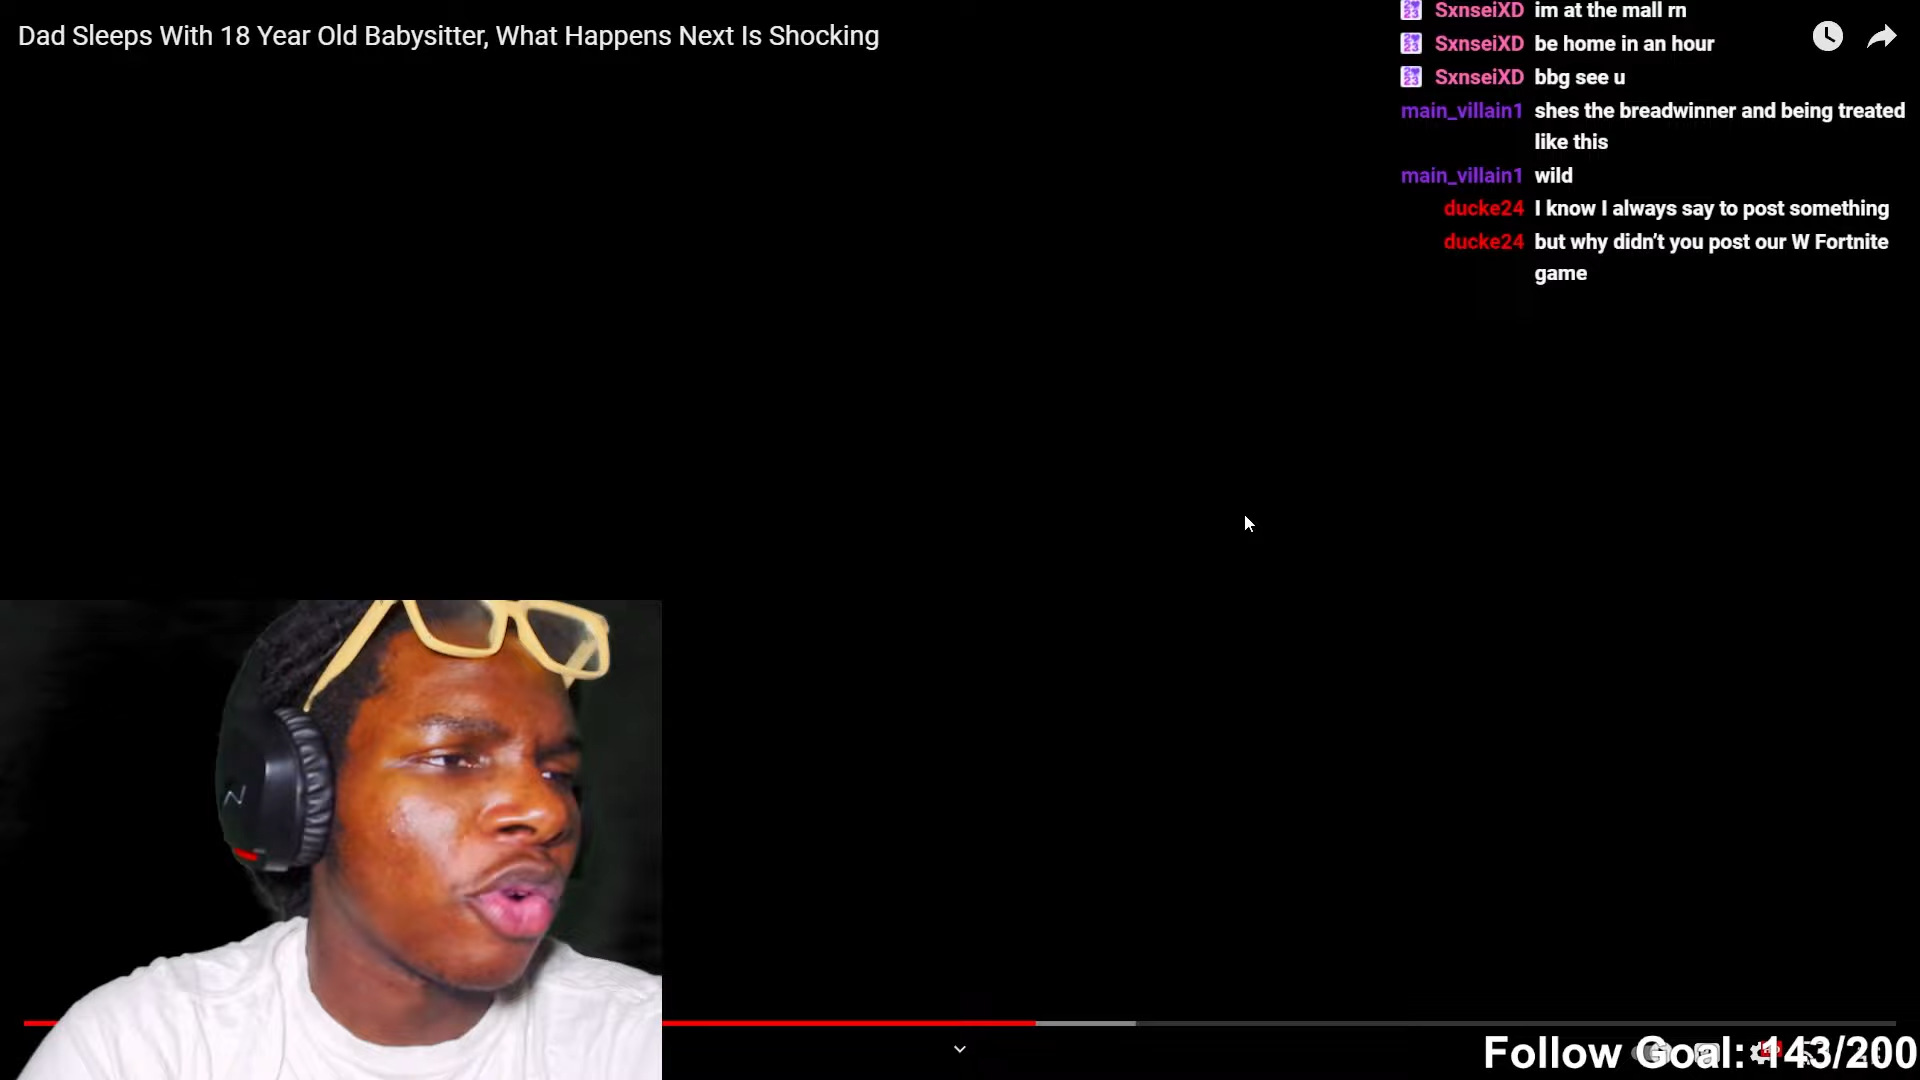 Dad Sleeps With 18 Year Old Babysitter, What Happens Next Is Shocking
SxnseiXD im at the mall rn
SxnseiXD be home in an hour
SxnseiXD bbg see u
main_villain1 shes the breadwinner and being treated
like this
main_villain1 wild
ducke24 I know I always say to post something
ducke24 but why didn’t you post our W Fortnite
game
Follow Goal: 143/200